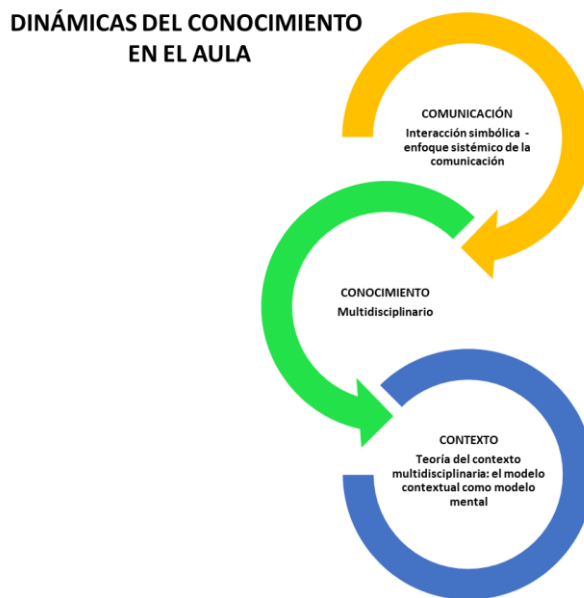 DINÁMICAS DEL CONOCIMIENTO
EN EL AULA
COMUNICACIÓN
Interacción simbólica -
enfoque sistémico de la
comunicación
CONOCIMIENTO
Multidisciplinario
CONTEXTO
Teoría del contexto
multidisciplinaria: el modelo
contextual como modelo
mental